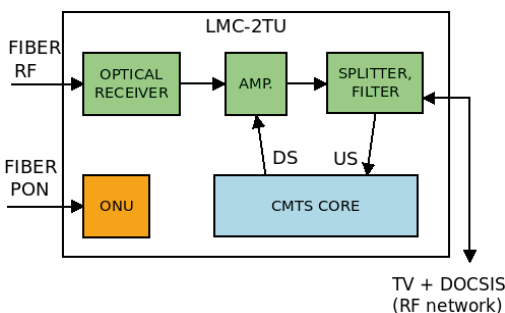 LMC-2TU
FIBER
RF
OPTICAL
RECEIVER
AMP.
SPLITTER,
FILTER
DS
US
FIBER
PON
ONU
CMTS CORE
TV + DOCSIS
(RF network)